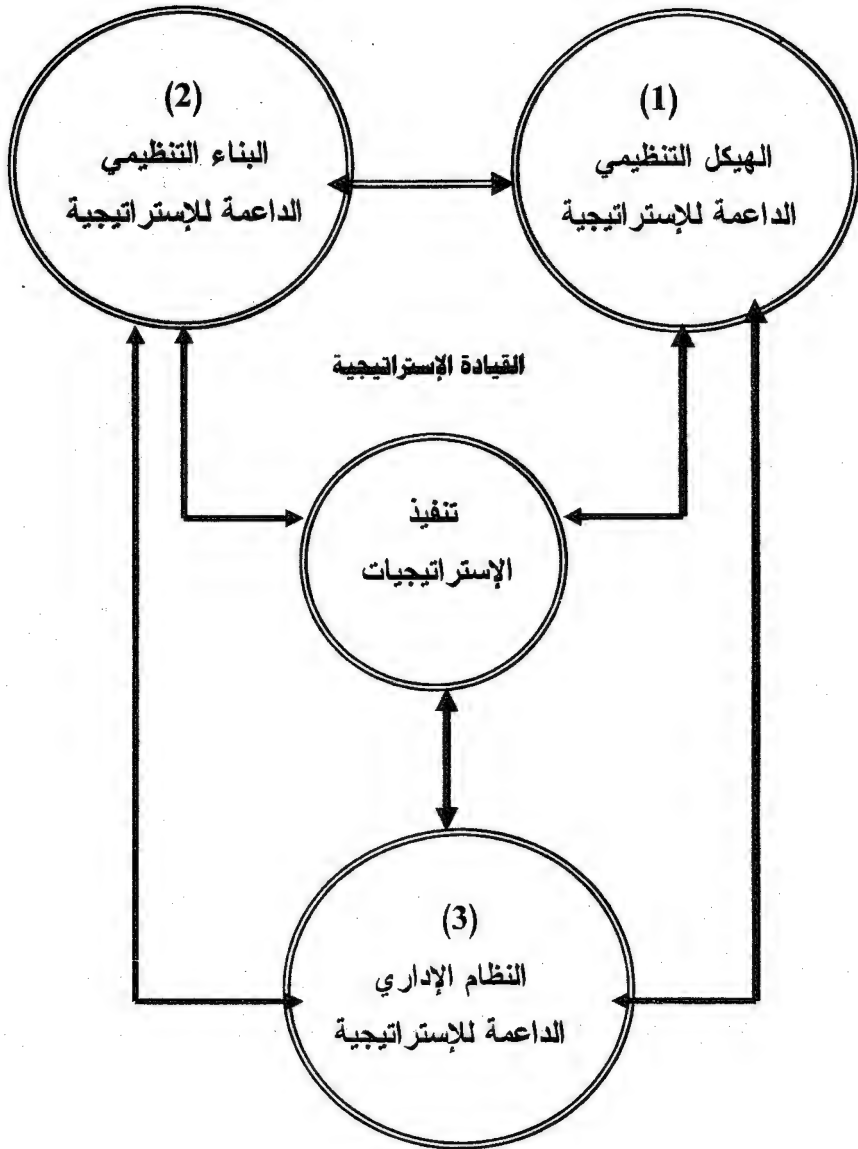 (1)
الهيكل التنظيمي
الداعمة للإستراتيجية
(2)
البناء التنظيمي
الداعمة للإستراتيجية
القيادة الإستراتيجية
تنفيذ
الإستراتيجيات
(3)
النظام الإداري
الداعمة للإستراتيجية